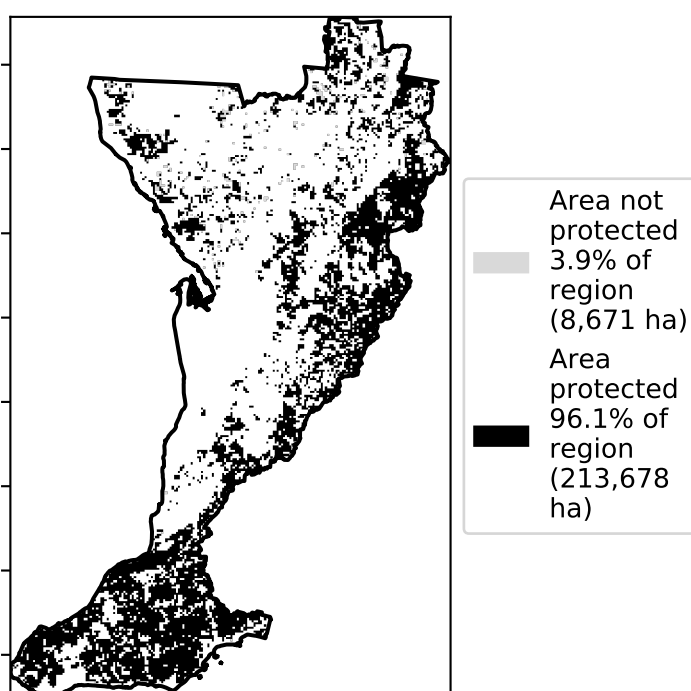 Area not
protected
3.9% of
region
(8,671 ha)
Area
protected
96.1% of
region
(213,678
ha)